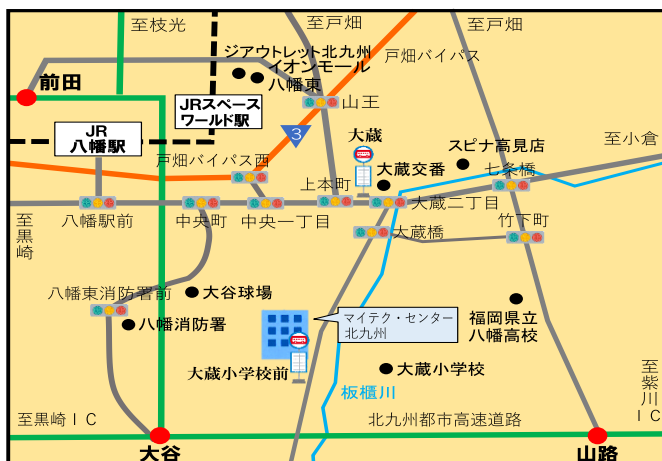 至枝光
至戸畑
至戸畑
戸畑バイパス
ジアウトレット北九州
イオンモール
八幡東
前田
JRスペース
ワールド駅
山王
JR
八幡駅
3
大蔵
至小倉
スピナ高見店
戸畑バイパス西
大蔵交番
七条橋
上本町
八幡駅前
中央町
中央一丁目
大蔵二丁目
竹下町
至黒崎
大蔵橋
八幡東消防署前
大谷球場
八幡消防署
マイテク・センター
北九州
福岡県立
八幡高校
大蔵小学校前
大蔵小学校
板櫃川
至紫川IC
至黒崎IC
北九州都市高速道路
大谷
山路